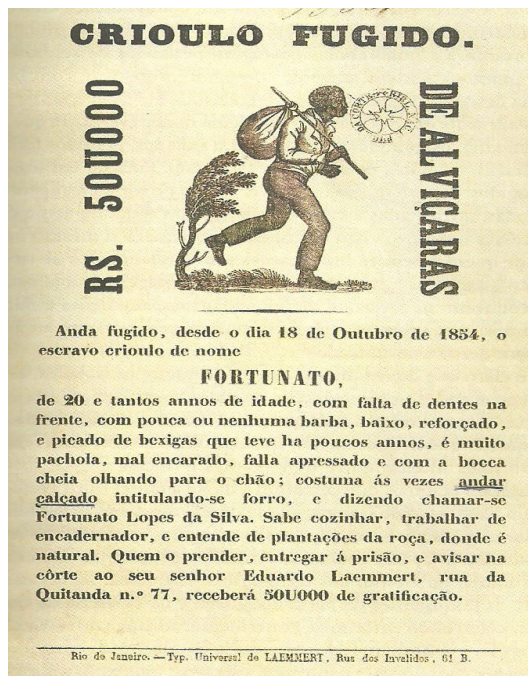 CRIOULO FUGIDO.
RS. 50U000
DE ALVIÇARAS
Anda fugido, desde o dia 18 de Outubro de 1854, o
escravo crioulo de nome
FORTUNATO,
de 20 e tantos annos de idade, com falta de dentes na
frente, com pouca ou nenhuma barba, baixo, reforçado,
e picado de bexigas que teve ha poucos annos, é muito
pachola, mal encarado, falla apressado e com a bocca
cheia olhando para o chão; costuma ás vezes andar
calçado intitulando-se forro, e dizendo chamar-se
Fortunato Lopes da Silva. Sabe cozinhar, trabalhar de
encadernador, e entende de plantações da roça, donde é
natural. Quem o prender, entregar á prisão, e avisar na
côrte ao seu senhor Eduardo Laemmert, rua da
Quitanda n.º 77, receberá 50U000 de gratificação.
Rio de Janeiro. — Typ. Universal de LAEMMERT, Rua dos Invalidos, 61 B.